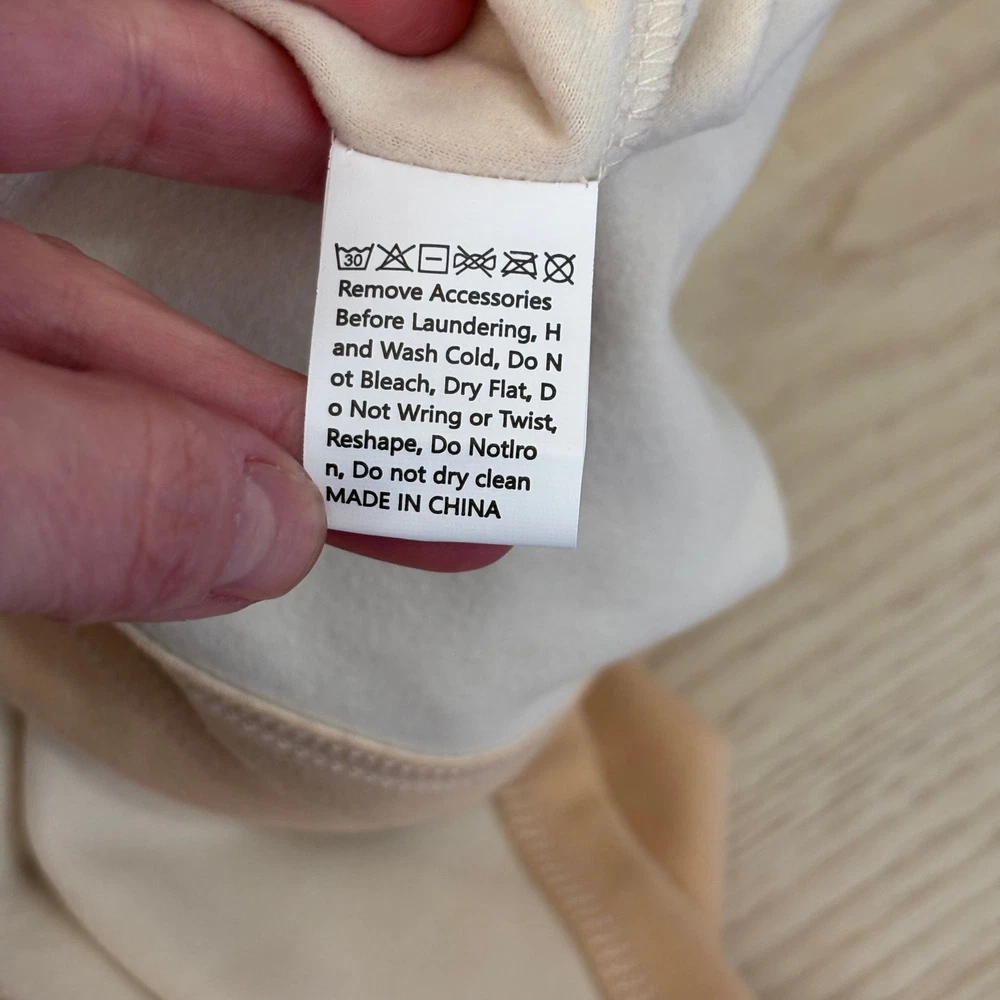 30
Remove Accessories
Before Laundering, H
and Wash Cold, Do N
ot Bleach, Dry Flat, D
o Not Wring or Twist,
Reshape, Do NotIro
n, Do not dry clean
MADE IN CHINA